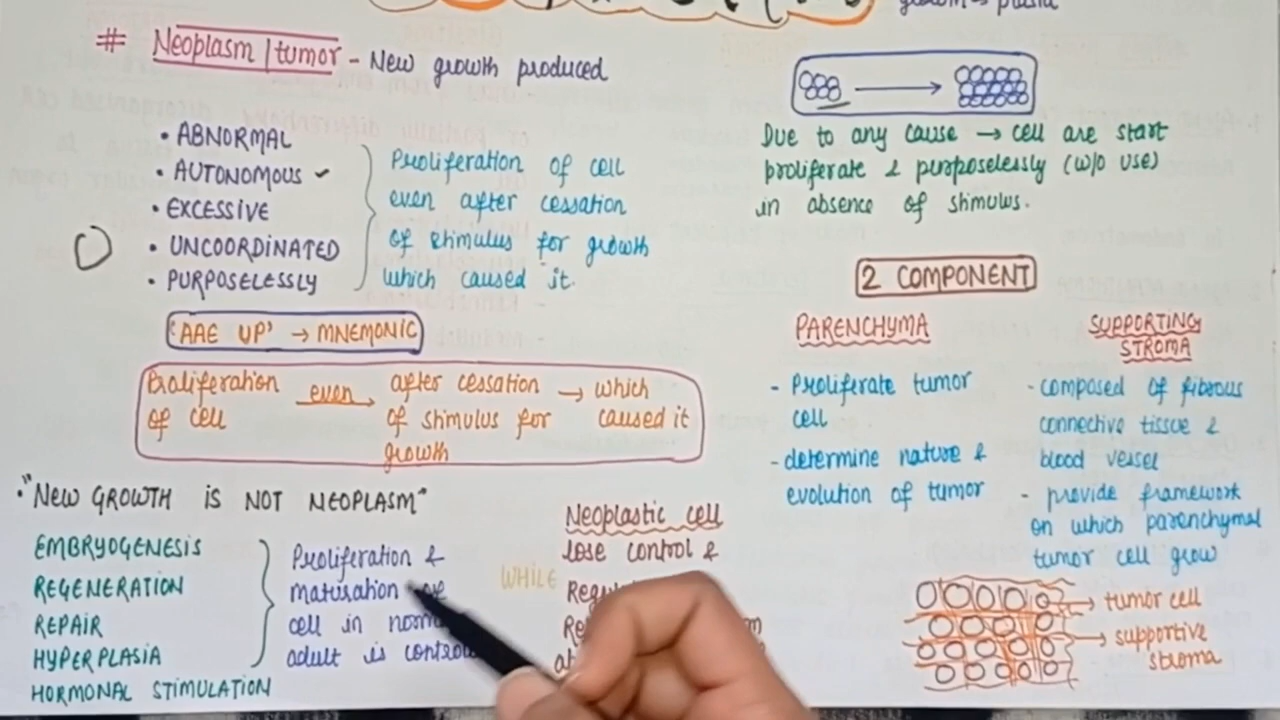 growth = plasia
# Neoplasm/tumor - New growth produced
• ABNORMAL
• AUTONOMOUS
• EXCESSIVE
• UNCOORDINATED
• PURPOSELESSLY
Proliferation of cell
even after cessation
of stimulus for growth
which caused it.
'AAE UP' → MNEMONIC
Proliferation even after cessation → which
of cell of stimulus for caused it
growth
• "NEW GROWTH IS NOT NEOPLASM"
EMBRYOGENESIS
REGENERATION
REPAIR
HYPERPLASIA
HORMONAL STIMULATION
Proliferation &
maturation
cell in
adult is
WHILE
Neoplastic cell
lose control &
Due to any cause → cell are start
proliferate & perposelessly (w/o use)
in absence of stimulus.
2 COMPONENT
PARENCHYMA
- Proliferate tumor
cell
- determine nature &
evolution of tumor
SUPPORTING
STROMA
- composed of fibrous
connective tissue &
blood vessel
- provide framework
on which parenchymal
tumor cell grow
→ tumor cell
→ supportive
stroma